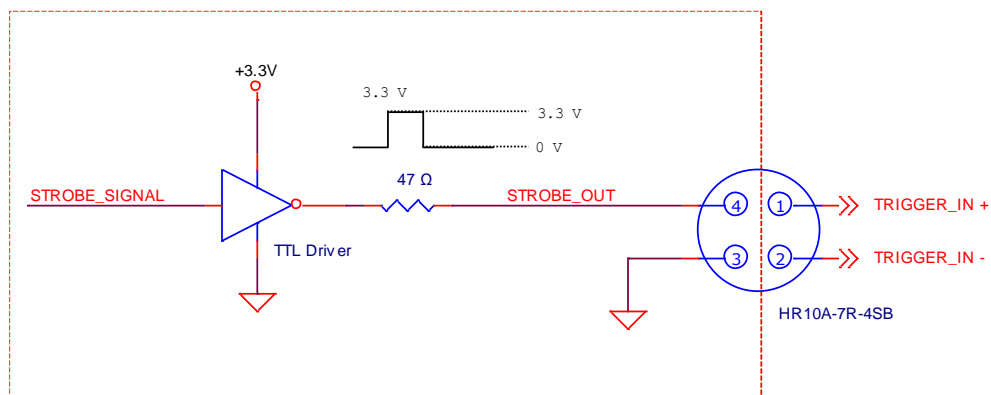 +3.3V
3.3 V
3.3 V
0 V
STROBE_SIGNAL
47 Ω
STROBE_OUT
4
1
TRIGGER_IN +
TTL Driver
3
2
TRIGGER_IN -
HR10A-7R-4SB